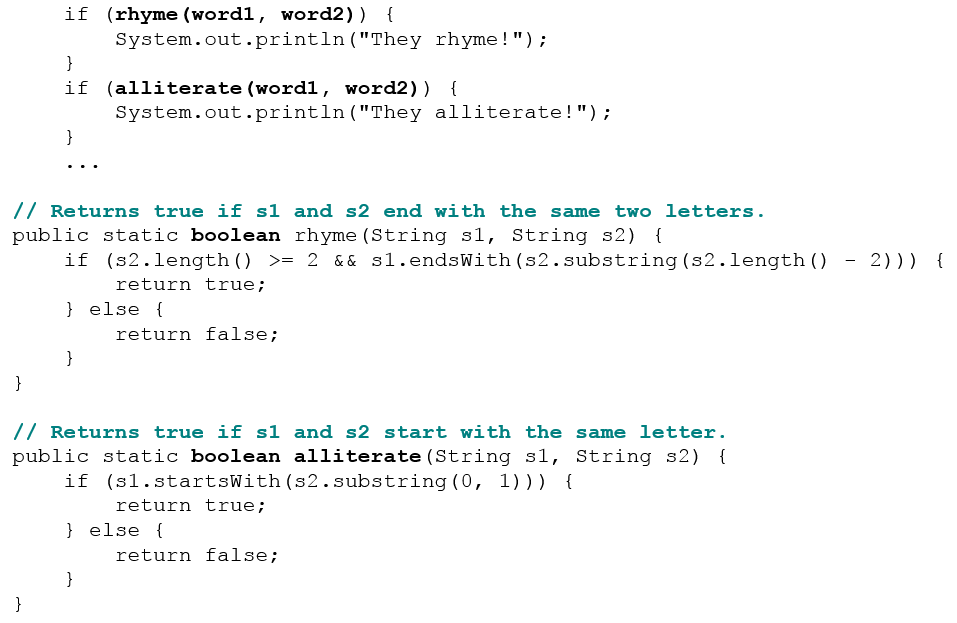 if (rhyme(word1, word2)) {
        System.out.println("They rhyme!");
    }
    if (alliterate(word1, word2)) {
        System.out.println("They alliterate!");
    }
    ...

// Returns true if s1 and s2 end with the same two letters.
public static boolean rhyme(String s1, String s2) {
    if (s2.length() >= 2 && s1.endsWith(s2.substring(s2.length() - 2))) {
        return true;
    } else {
        return false;
    }
}

// Returns true if s1 and s2 start with the same letter.
public static boolean alliterate(String s1, String s2) {
    if (s1.startsWith(s2.substring(0, 1))) {
        return true;
    } else {
        return false;
    }
}